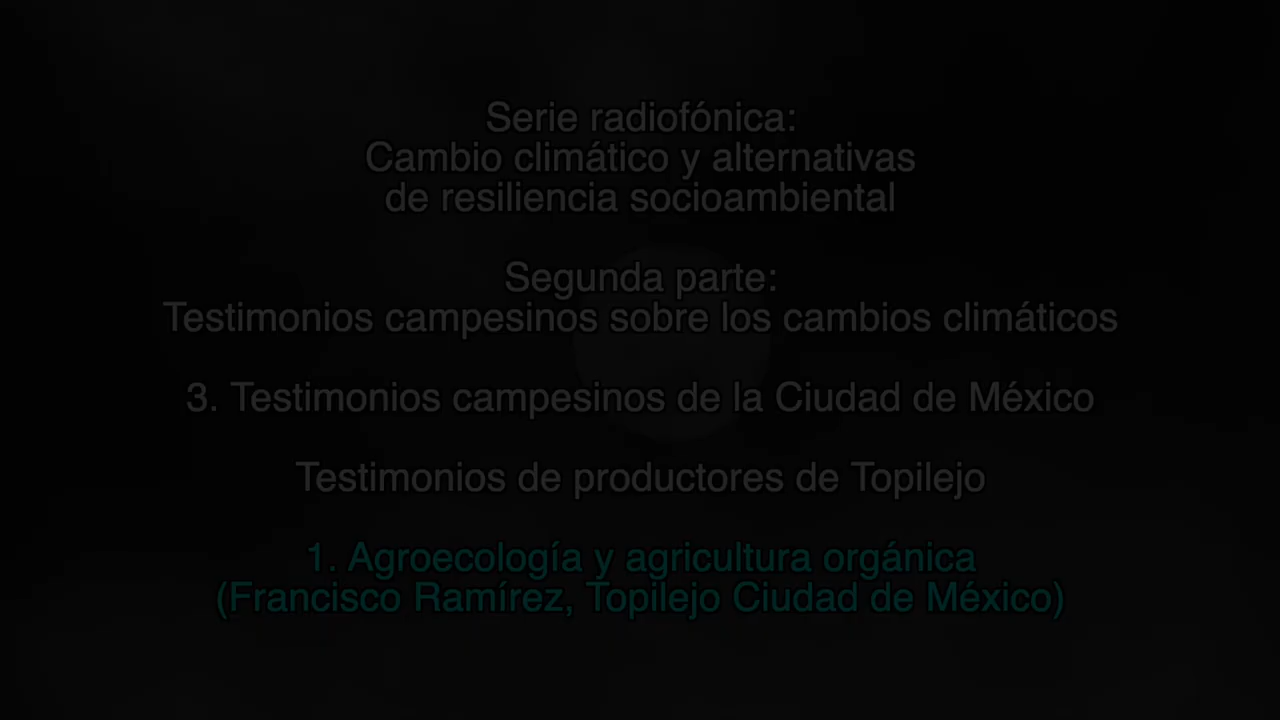 Serie radiofónica:
Cambio climático y alternativas
de resiliencia socioambiental
Segunda parte:
Testimonios campesinos sobre los cambios climáticos
3. Testimonios campesinos de la Ciudad de México
Testimonios de productores de Topilejo
1. Agroecología y agricultura orgánica
(Francisco Ramírez, Topilejo Ciudad de México)